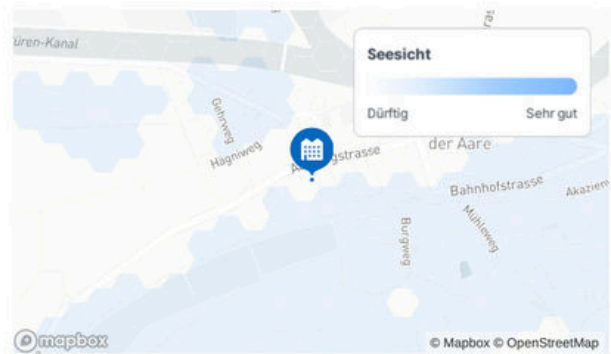 üren-Kanal
Seesicht
Dürftig
Sehr gut
Gehrweg
Hägniweg
der Aare
Bahnhofstrasse
Akazien
Mühleweg
Burgweg
mapbox
© Mapbox © OpenStreetMap